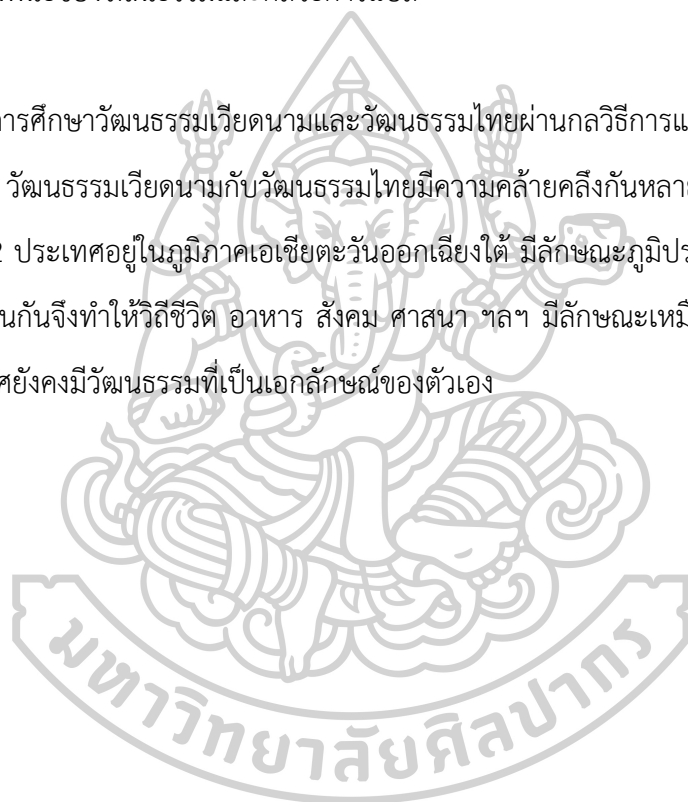 การศึกษาวัฒนธรรมเวียดนามและวัฒนธรรมไทยผ่านกลวิธีการแ
วัฒนธรรมเวียดนามกับวัฒนธรรมไทยมีความคล้ายคลึงกันหลาย
2 ประเทศอยู่ในภูมิภาคเอเชียตะวันออกเฉียงใต้ มีลักษณะภูมิปร
นกันจึงทำให้วิถีชีวิต อาหาร สังคม ศาสนา ฯลฯ มีลักษณะเหมื
ศยังคงมีวัฒนธรรมที่เป็นเอกลักษณ์ของตัวเอง
มหาวิทยาลัยศิลปากร